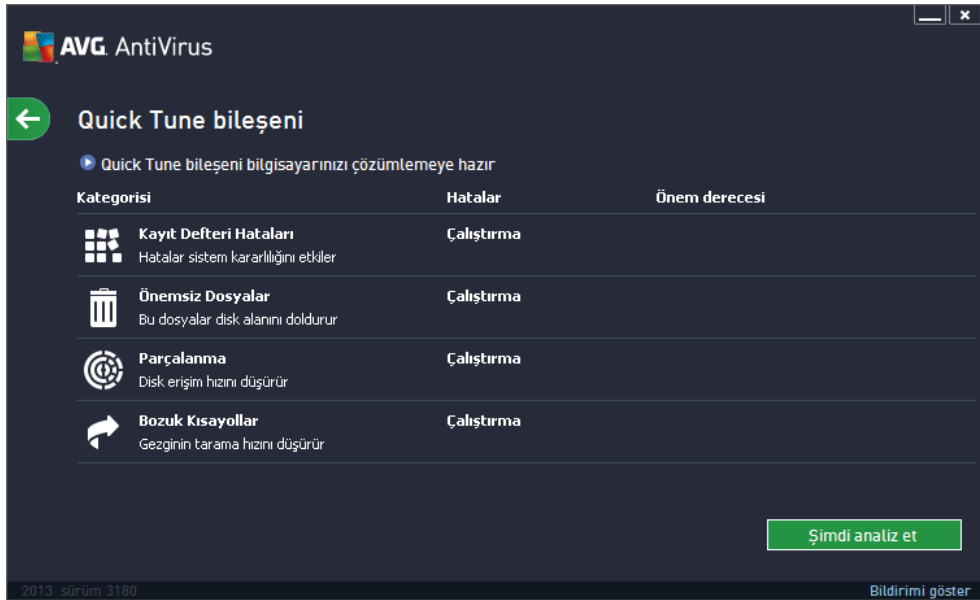 AVG. AntiVirus
Quick Tune bileşeni
Quick Tune bileşeni bilgisayarınızı çözümlemeye hazır
Kategorisi Hatalar Önem derecesi
Kayıt Defteri Hataları Çalıştırma
Hatalar sistem kararlılığını etkiler
Önemsiz Dosyalar Çalıştırma
Bu dosyalar disk alanını doldurur
Parçalanma Çalıştırma
Disk erişim hızını düşürür
Bozuk Kısayollar Çalıştırma
Gezginin tarama hızını düşürür
Şimdi analiz et
2013 sürüm 3180 Bildirimi göster